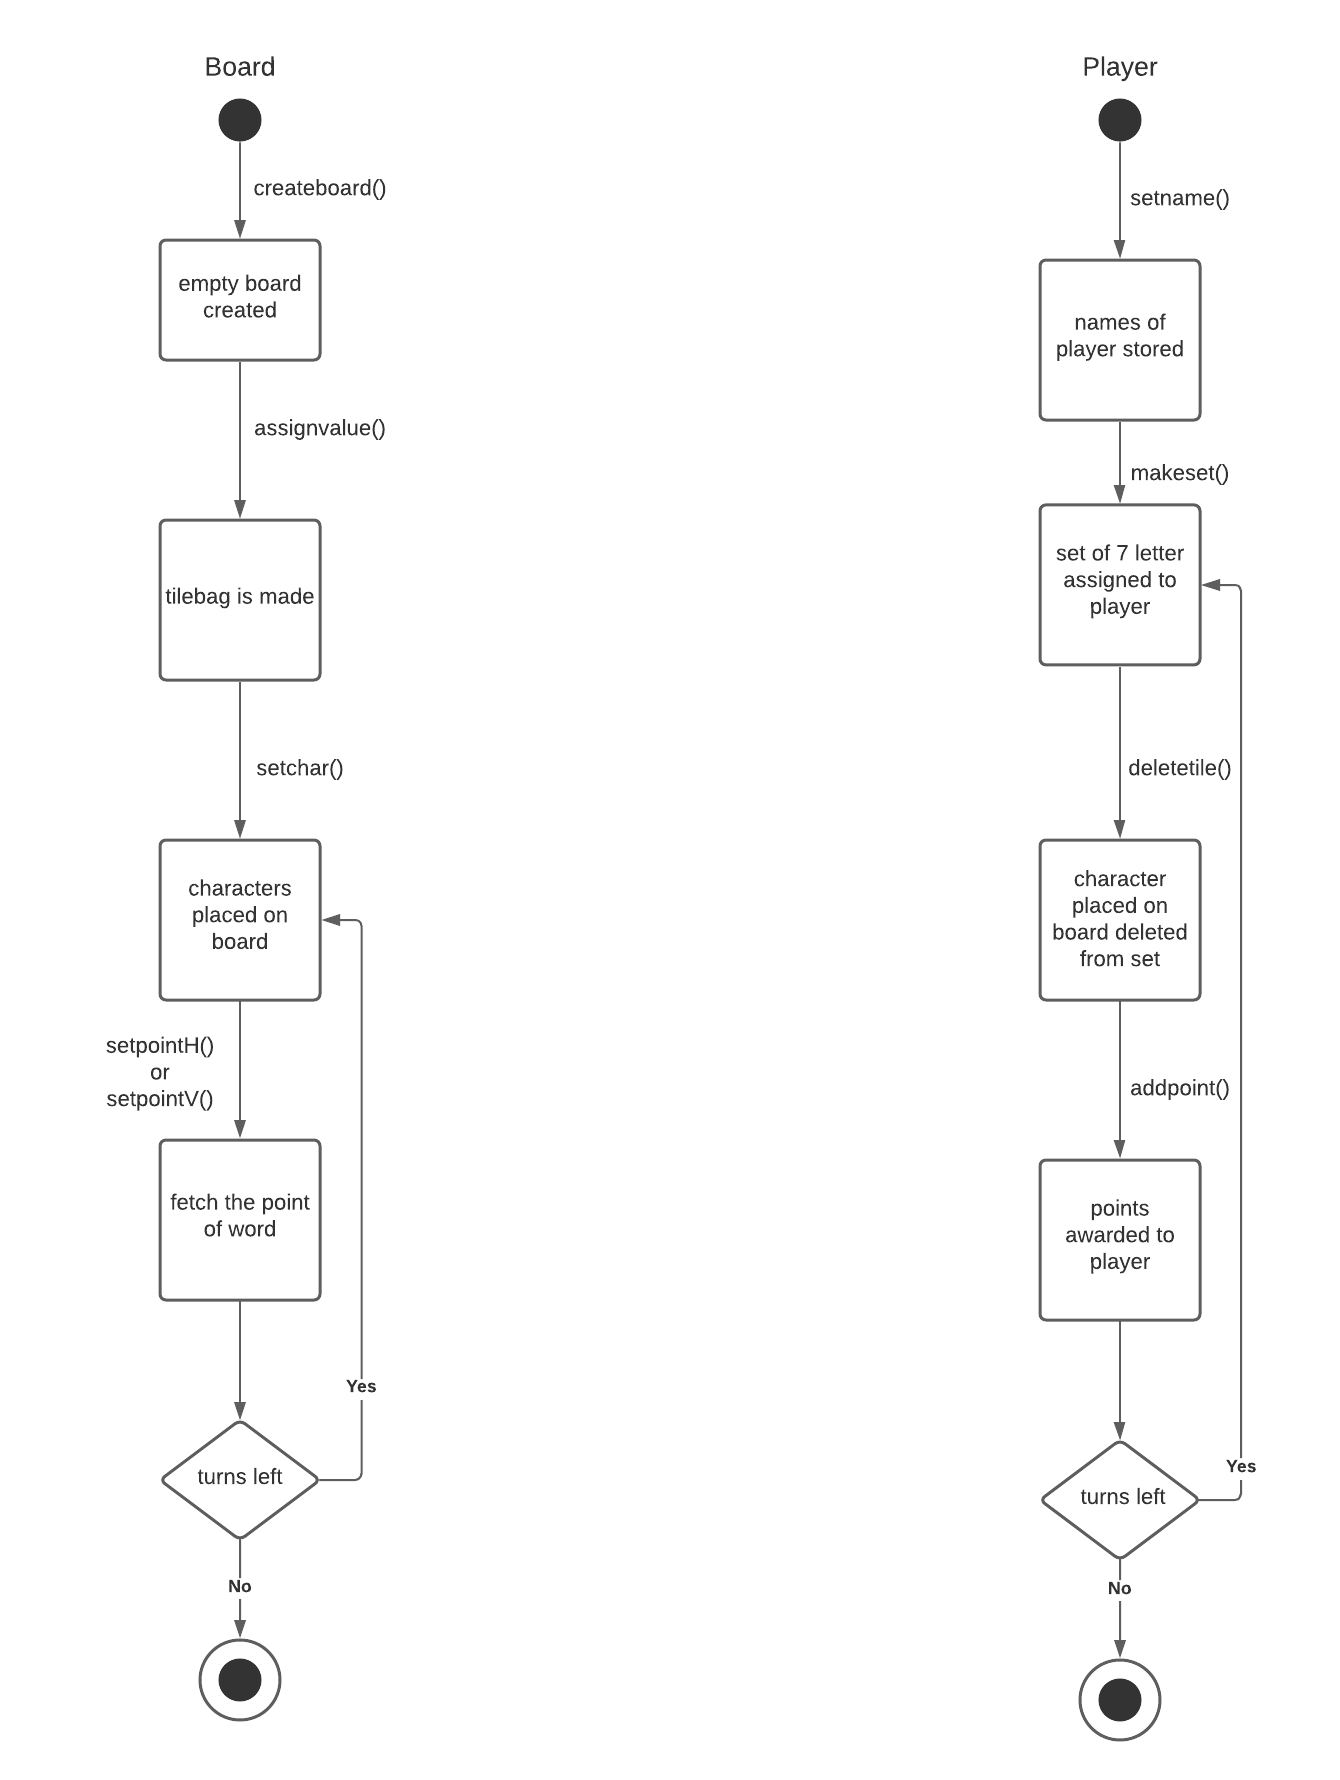 Board
createboard()
empty board
created
assignvalue()
tilebag is made
setchar()
characters
placed on
board
setpointH()
or
setpointV()
fetch the point
of word
Yes
turns left
No
Player
setname()
names of
player stored
makeset()
set of 7 letter
assigned to
player
deletetile()
character
placed on
board deleted
from set
addpoint()
points
awarded to
player
Yes
turns left
No